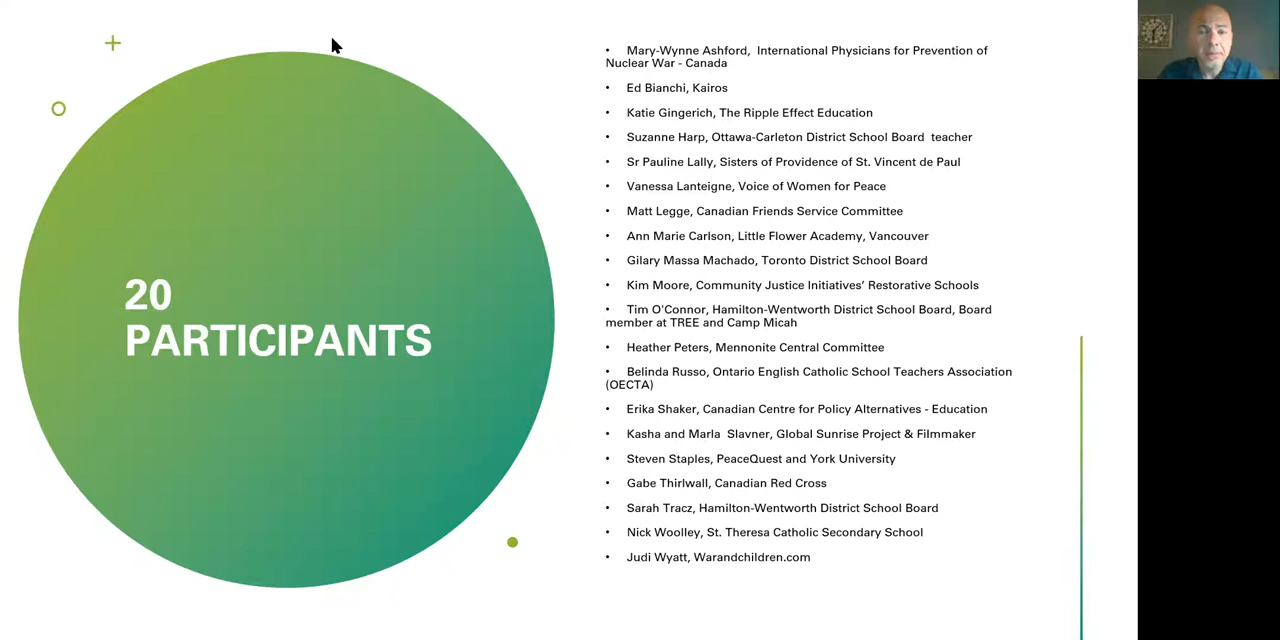 20
PARTICIPANTS
• Mary-Wynne Ashford, International Physicians for Prevention of
Nuclear War - Canada
• Ed Bianchi, Kairos
• Katie Gingerich, The Ripple Effect Education
• Suzanne Harp, Ottawa-Carleton District School Board teacher
• Sr Pauline Lally, Sisters of Providence of St. Vincent de Paul
• Vanessa Lanteigne, Voice of Women for Peace
• Matt Legge, Canadian Friends Service Committee
• Ann Marie Carlson, Little Flower Academy, Vancouver
• Gilary Massa Machado, Toronto District School Board
• Kim Moore, Community Justice Initiatives’ Restorative Schools
• Tim O'Connor, Hamilton-Wentworth District School Board, Board
member at TREE and Camp Micah
• Heather Peters, Mennonite Central Committee
• Belinda Russo, Ontario English Catholic School Teachers Association
(OECTA)
• Erika Shaker, Canadian Centre for Policy Alternatives - Education
• Kasha and Marla Slavner, Global Sunrise Project & Filmmaker
• Steven Staples, PeaceQuest and York University
• Gabe Thirlwall, Canadian Red Cross
• Sarah Tracz, Hamilton-Wentworth District School Board
• Nick Woolley, St. Theresa Catholic Secondary School
• Judi Wyatt, Warandchildren.com